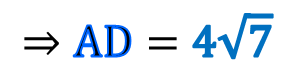 ⇒ AD = 4√7